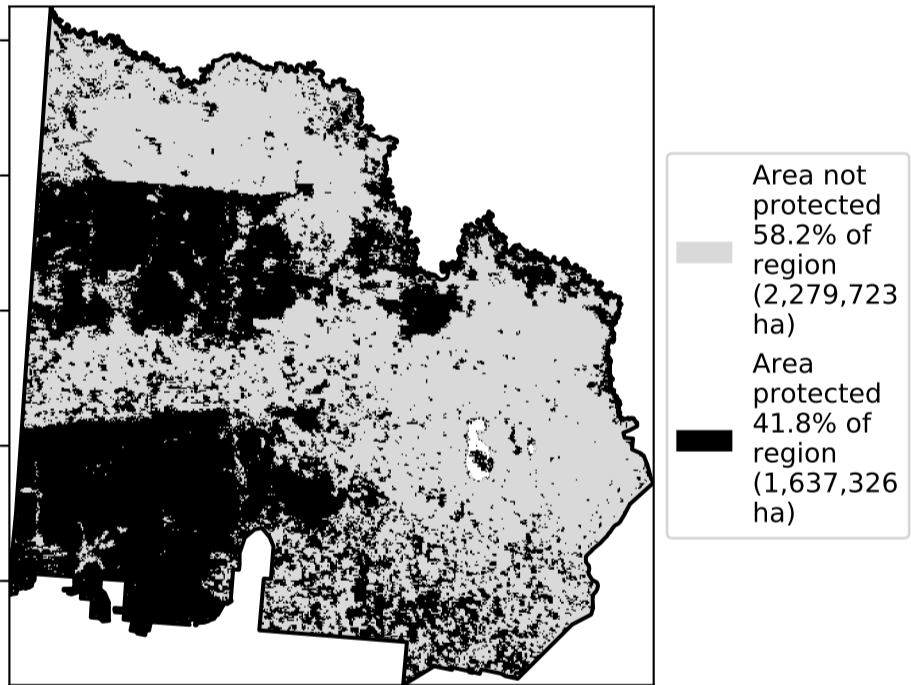 Area not
protected
58.2% of
region
(2,279,723
ha)
Area
protected
41.8% of
region
(1,637,326
ha)